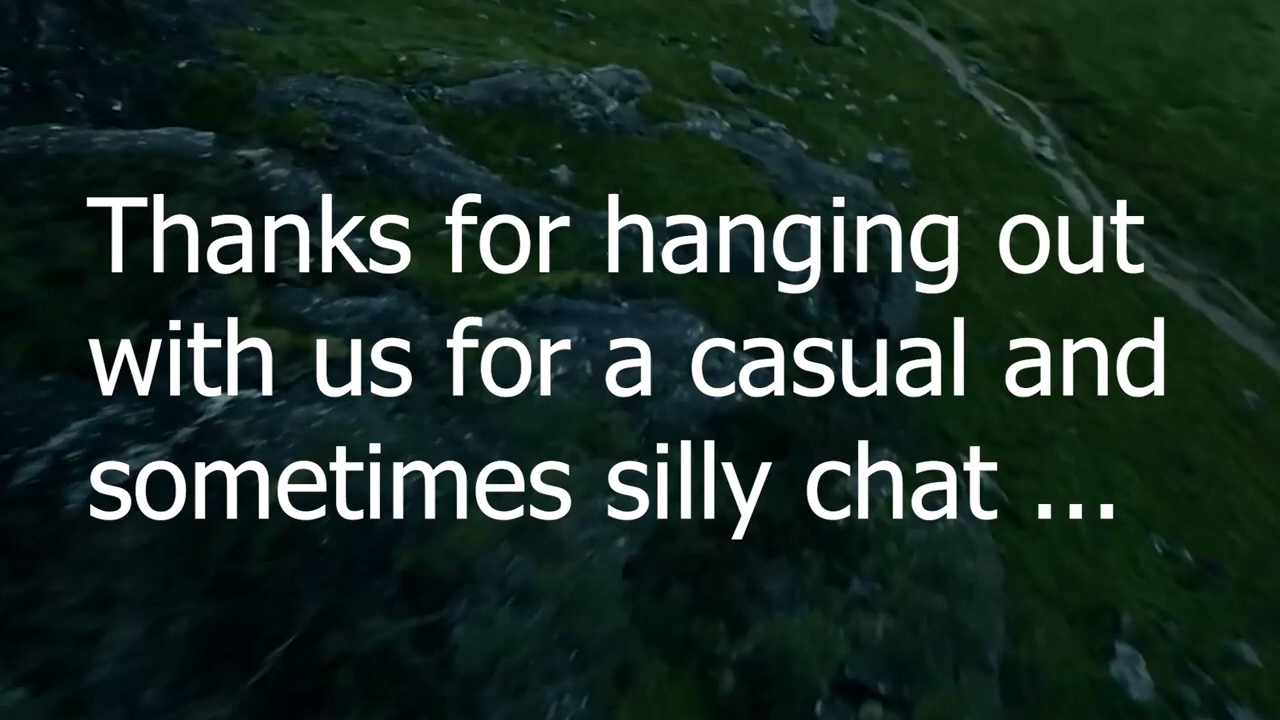 Thanks for hanging out
with us for a casual and
sometimes silly chat ...